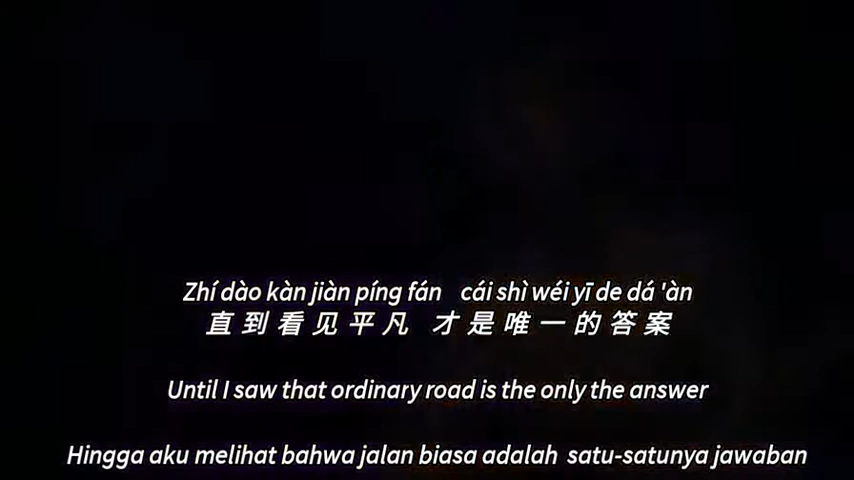 Zhí dào kàn jiàn píng fán cái shì wéi yī de dá 'àn
直到看见平凡 才是唯一的答案
Until I saw that ordinary road is the only the answer
Hingga aku melihat bahwa jalan biasa adalah satu-satunya jawaban